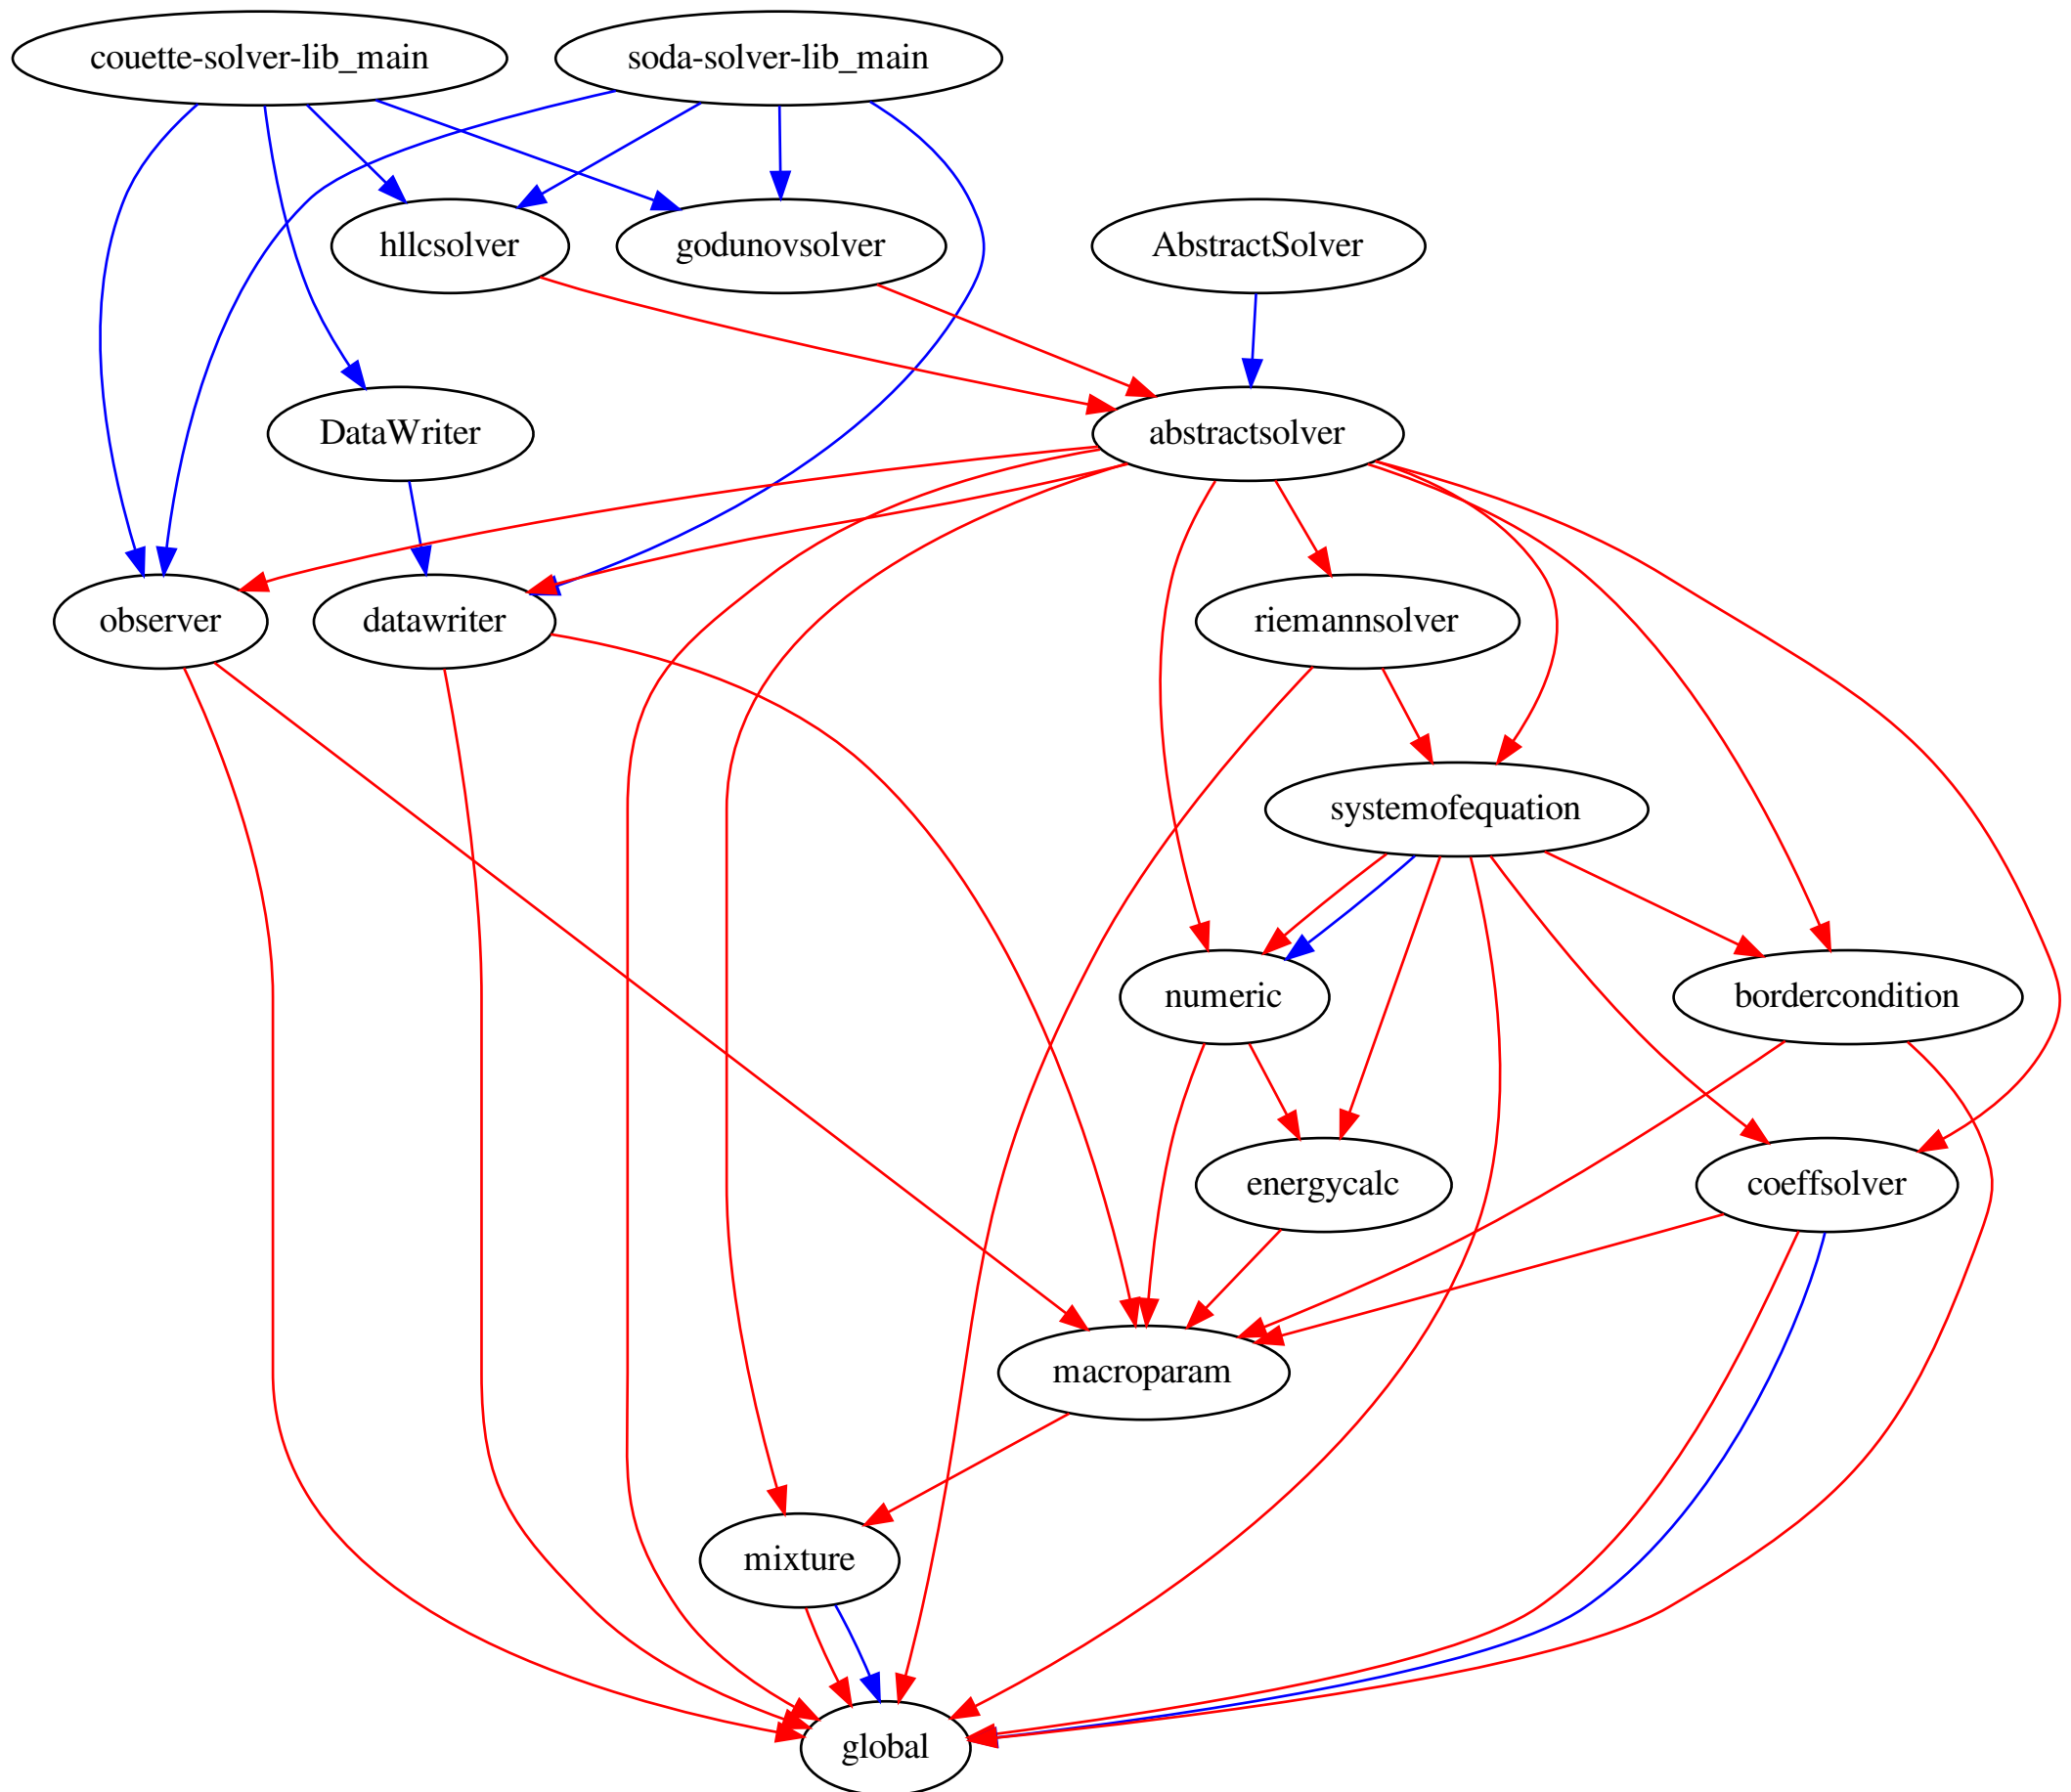 couette-solver-lib_main
soda-solver-lib_main
hllcsolver
godunovsolver
AbstractSolver
DataWriter
abstractsolver
observer
datawriter
riemannsolver
systemofequation
numeric
bordercondition
energycalc
coeffsolver
macroparam
mixture
global